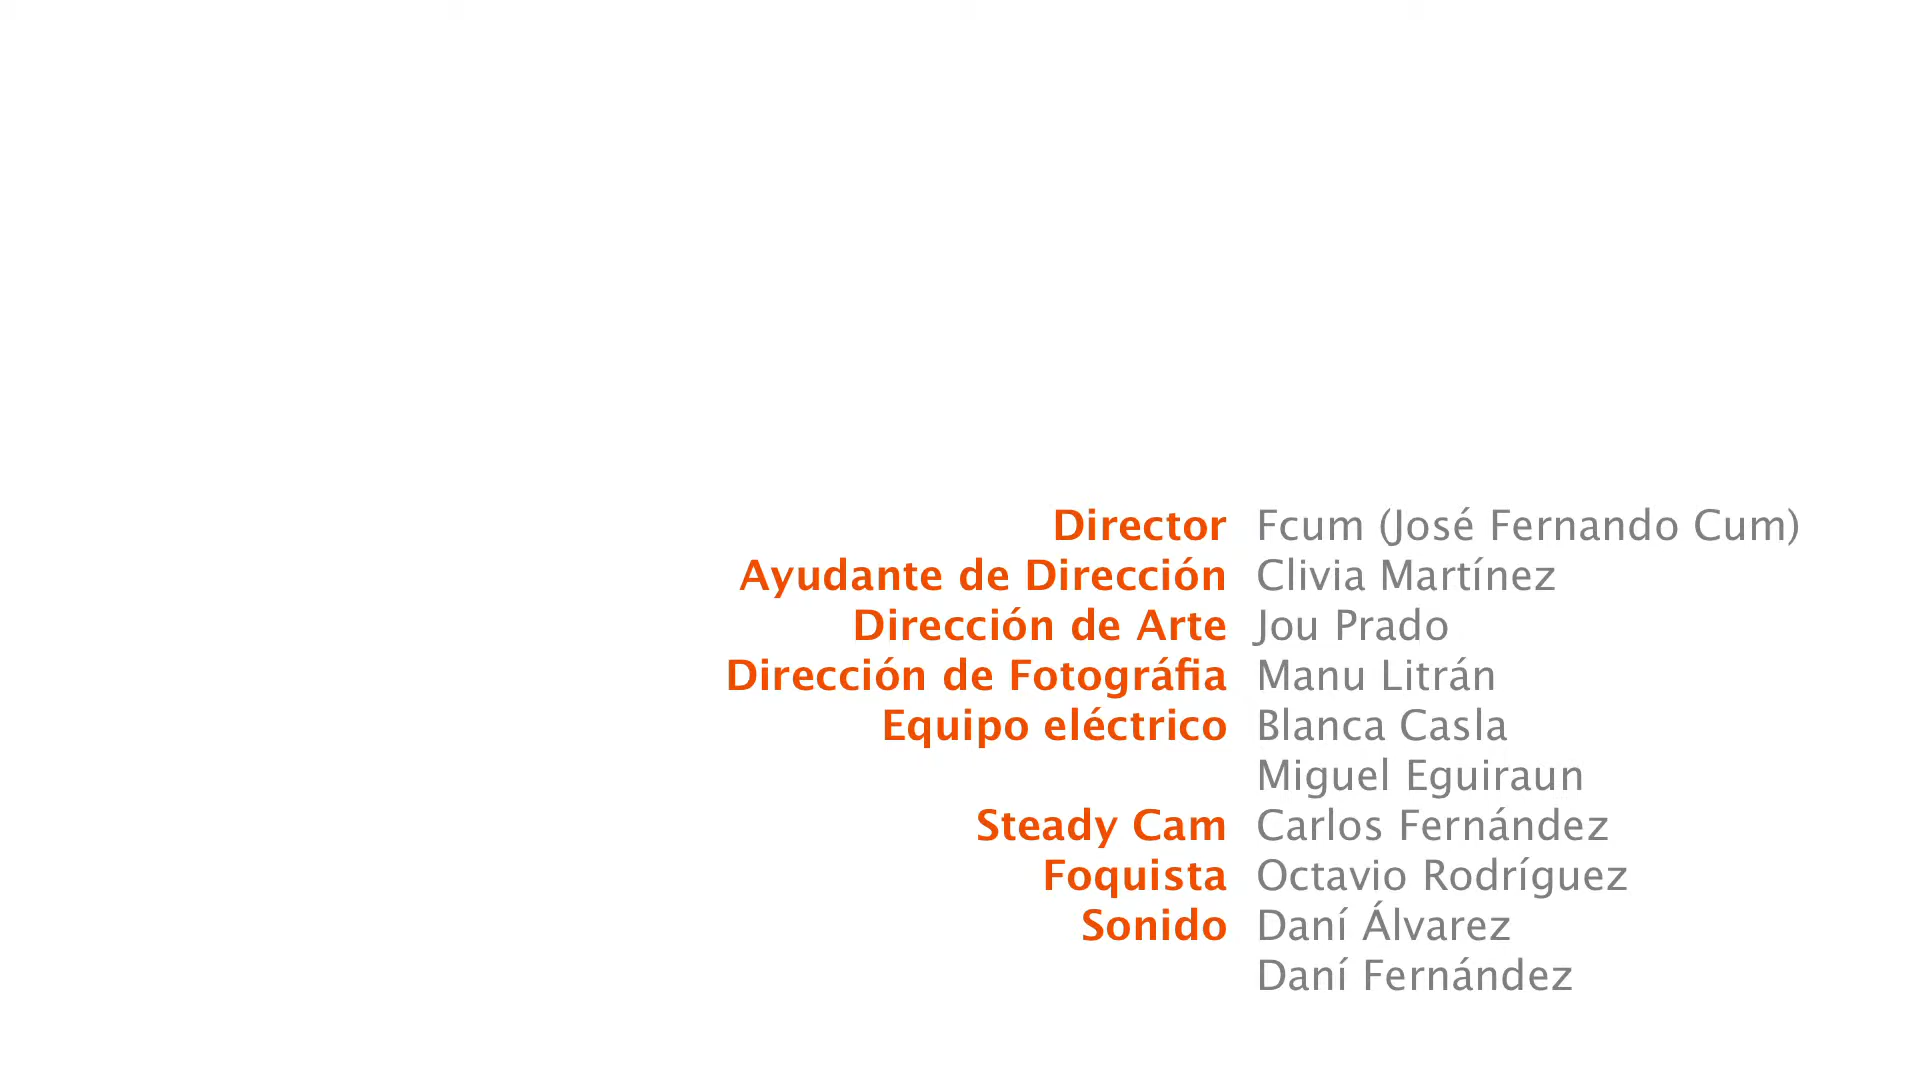 Director Fcum (José Fernando Cum)
Ayudante de Dirección Clivia Martínez
Dirección de Arte Jou Prado
Dirección de Fotográfia Manu Litrán
Equipo eléctrico Blanca Casla
Miguel Eguiraun
Steady Cam Carlos Fernández
Foquista Octavio Rodríguez
Sonido Daní Álvarez
Daní Fernández